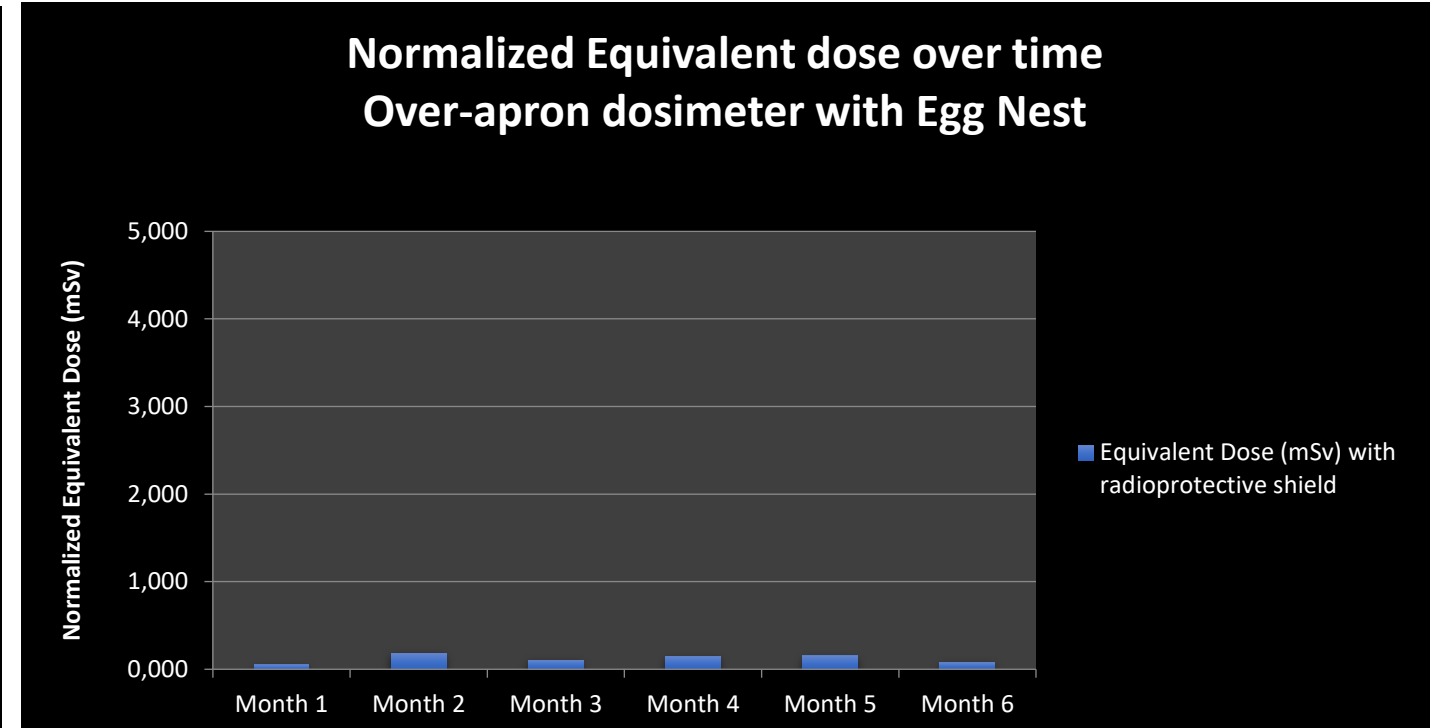 Normalized Equivalent dose over time
Over-apron dosimeter with Egg Nest
Normalized Equivalent Dose (mSv)
5,000
4,000
3,000
2,000
1,000
0,000
Month 1 Month 2 Month 3 Month 4 Month 5 Month 6
Equivalent Dose (mSv) with
radioprotective shield